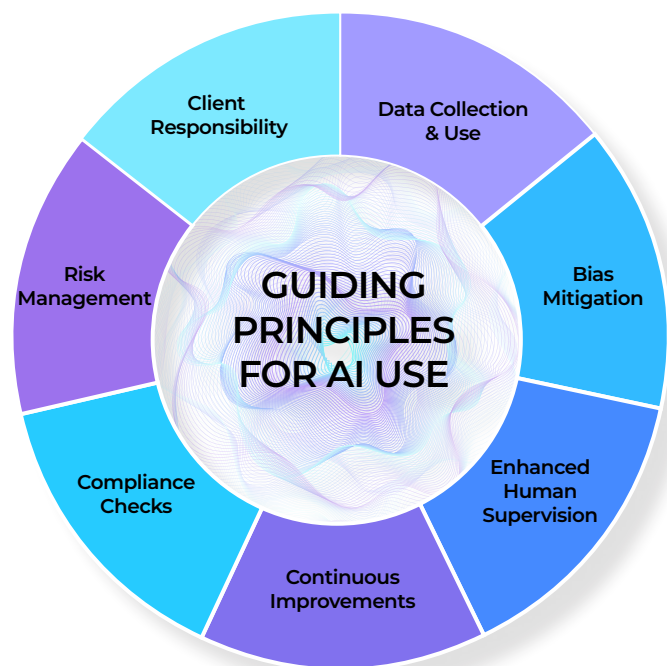 GUIDING
PRINCIPLES
FOR AI USE
Data Collection
& Use
Bias
Mitigation
Enhanced
Human
Supervision
Continuous
Improvements
Compliance
Checks
Risk
Management
Client
Responsibility